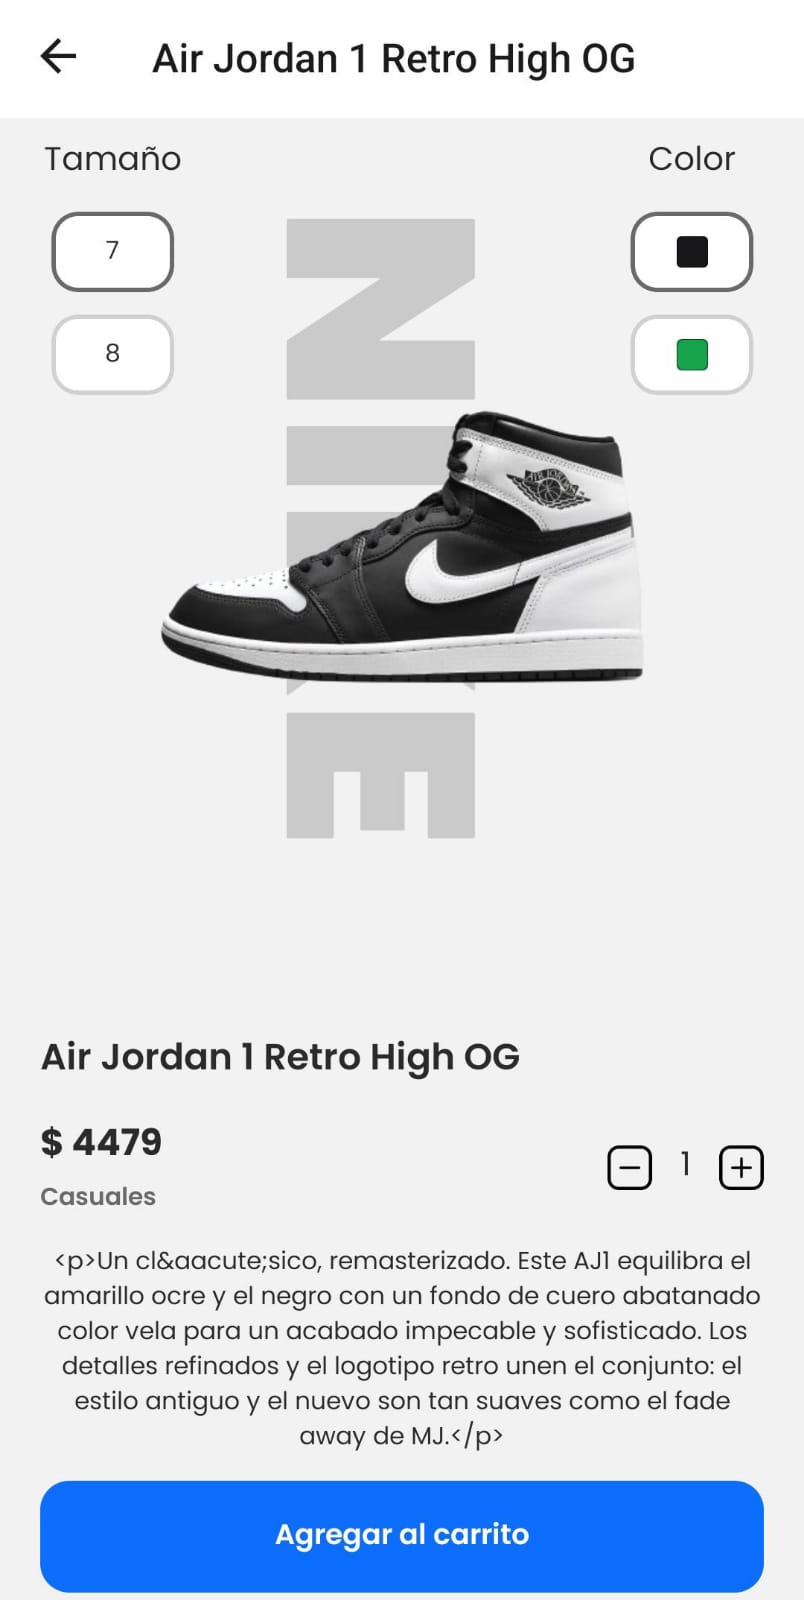 Air Jordan 1 Retro High OG
Tamaño
Color
7
8
NIKE
AIR JORDAN
Air Jordan 1 Retro High OG
$ 4479
1
Casuales
<p>Un cl&aacute;sico, remasterizado. Este AJ1 equilibra el
amarillo ocre y el negro con un fondo de cuero abatanado
color vela para un acabado impecable y sofisticado. Los
detalles refinados y el logotipo retro unen el conjunto: el
estilo antiguo y el nuevo son tan suaves como el fade
away de MJ.</p>
Agregar al carrito